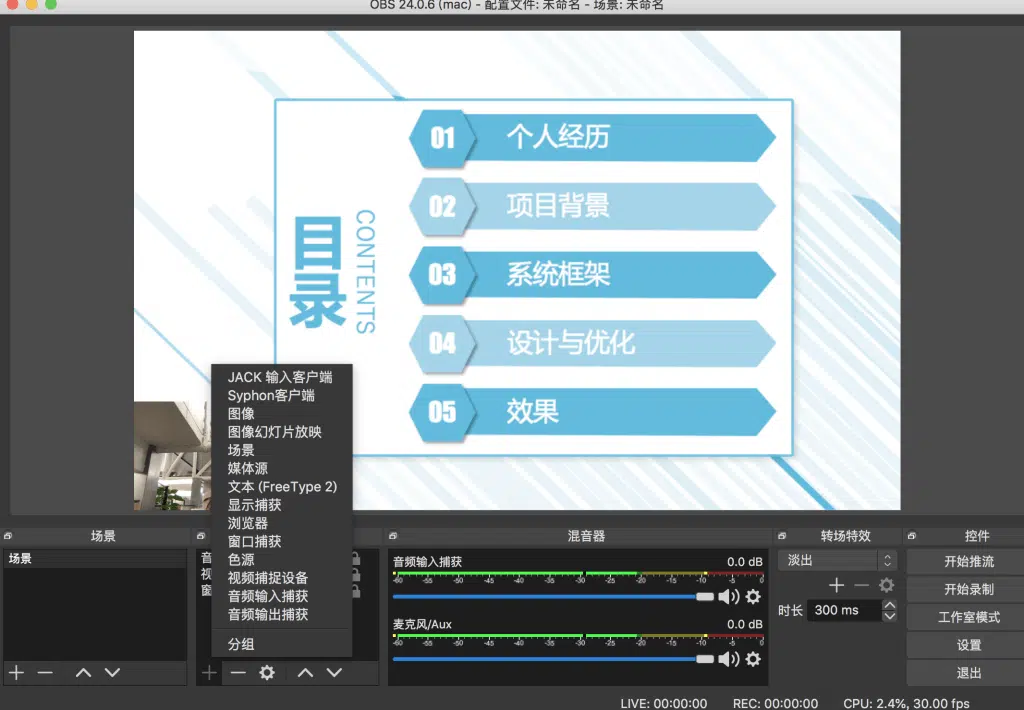 OBS 24.0.6 (mac) - 配置文件: 未命名 - 场景: 未命名
目录
CONTENTS
01 个人经历
02 项目背景
03 系统框架
04 设计与优化
05 效果
JACK 输入客户端
Syphon客户端
图像
图像幻灯片放映
场景
媒体源
文本 (FreeType 2)
显示捕获
浏览器
窗口捕获
色源
视频捕捉设备
音频输入捕获
音频输出捕获
分组
场景
场景
音
视
窗
混音器
音频输入捕获 0.0 dB
-60 -55 -50 -45 -40 -35 -30 -25 -20 -15 -10 -5 0
麦克风/Aux 0.0 dB
-60 -55 -50 -45 -40 -35 -30 -25 -20 -15 -10 -5 0
转场特效
淡出
时长 300 ms
控件
开始推流
开始录制
工作室模式
设置
退出
LIVE: 00:00:00 REC: 00:00:00 CPU: 2.4%, 30.00 fps